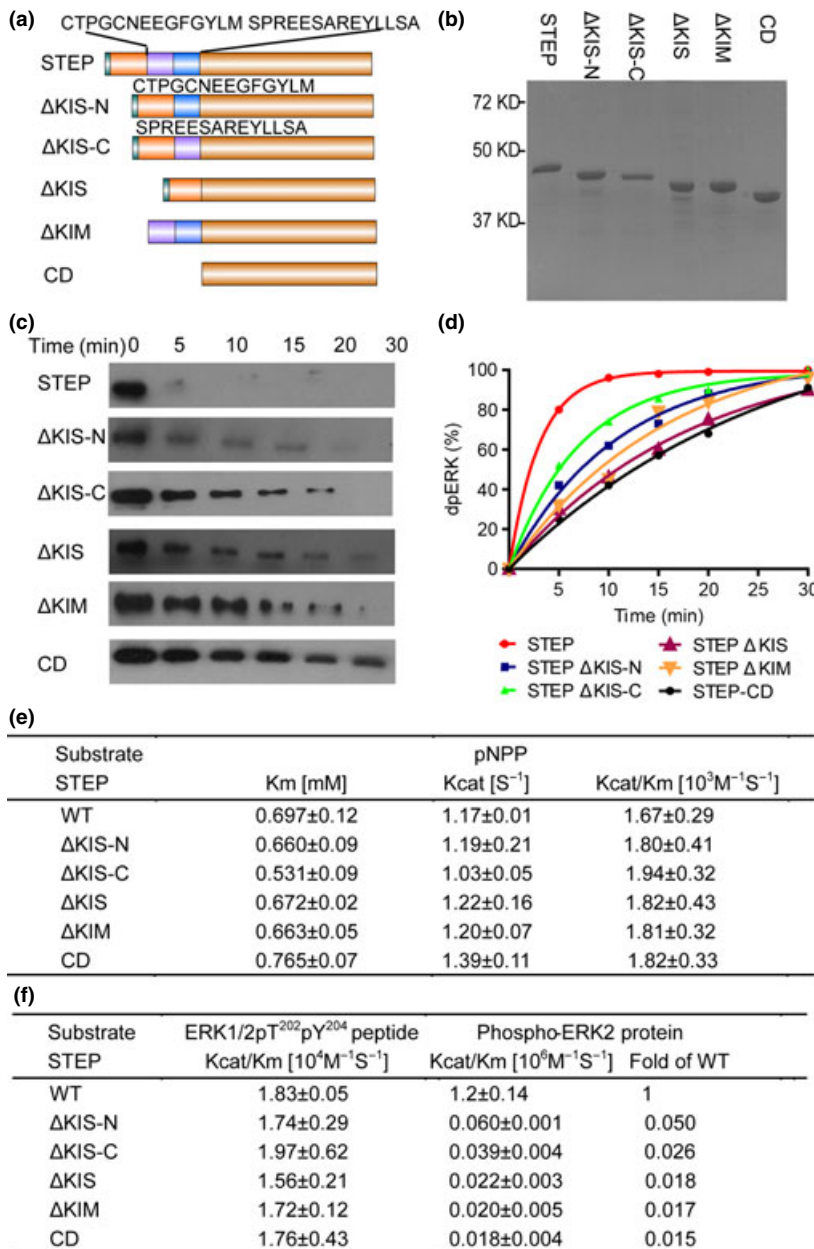 (a)
CTPGCNEEGFGYLM SPREESAREYLLSA
STEP
CTPGCNEEGFGYLM
ΔKIS-N
SPREESAREYLLSA
ΔKIS-C
ΔKIS
ΔKIM
CD
(b)
STEP ΔKIS-N ΔKIS-C ΔKIS ΔKIM CD
72 KD
50 KD
37 KD
(c)
Time (min) 0 5 10 15 20 30
STEP
ΔKIS-N
ΔKIS-C
ΔKIS
ΔKIM
CD
(d)
100
80
60
40
20
0
dpERK (%)
5 10 15 20 25 30
Time (min)
STEP STEP ΔKIS
STEP ΔKIS-N STEP ΔKIM
STEP ΔKIS-C STEP-CD
(e)
Substrate pNPP
STEP Km [mM] Kcat [S⁻¹] Kcat/Km [10³M⁻¹S⁻¹]
WT 0.697±0.12 1.17±0.01 1.67±0.29
ΔKIS-N 0.660±0.09 1.19±0.21 1.80±0.41
ΔKIS-C 0.531±0.09 1.03±0.05 1.94±0.32
ΔKIS 0.672±0.02 1.22±0.16 1.82±0.43
ΔKIM 0.663±0.05 1.20±0.07 1.81±0.32
CD 0.765±0.07 1.39±0.11 1.82±0.33
(f)
Substrate ERK1/2pT²⁰²pY²⁰⁴ peptide Phospho-ERK2 protein
STEP Kcat/Km [10⁴M⁻¹S⁻¹] Kcat/Km [10⁶M⁻¹S⁻¹] Fold of WT
WT 1.83±0.05 1.2±0.14 1
ΔKIS-N 1.74±0.29 0.060±0.001 0.050
ΔKIS-C 1.97±0.62 0.039±0.004 0.026
ΔKIS 1.56±0.21 0.022±0.003 0.018
ΔKIM 1.72±0.12 0.020±0.005 0.017
CD 1.76±0.43 0.018±0.004 0.015